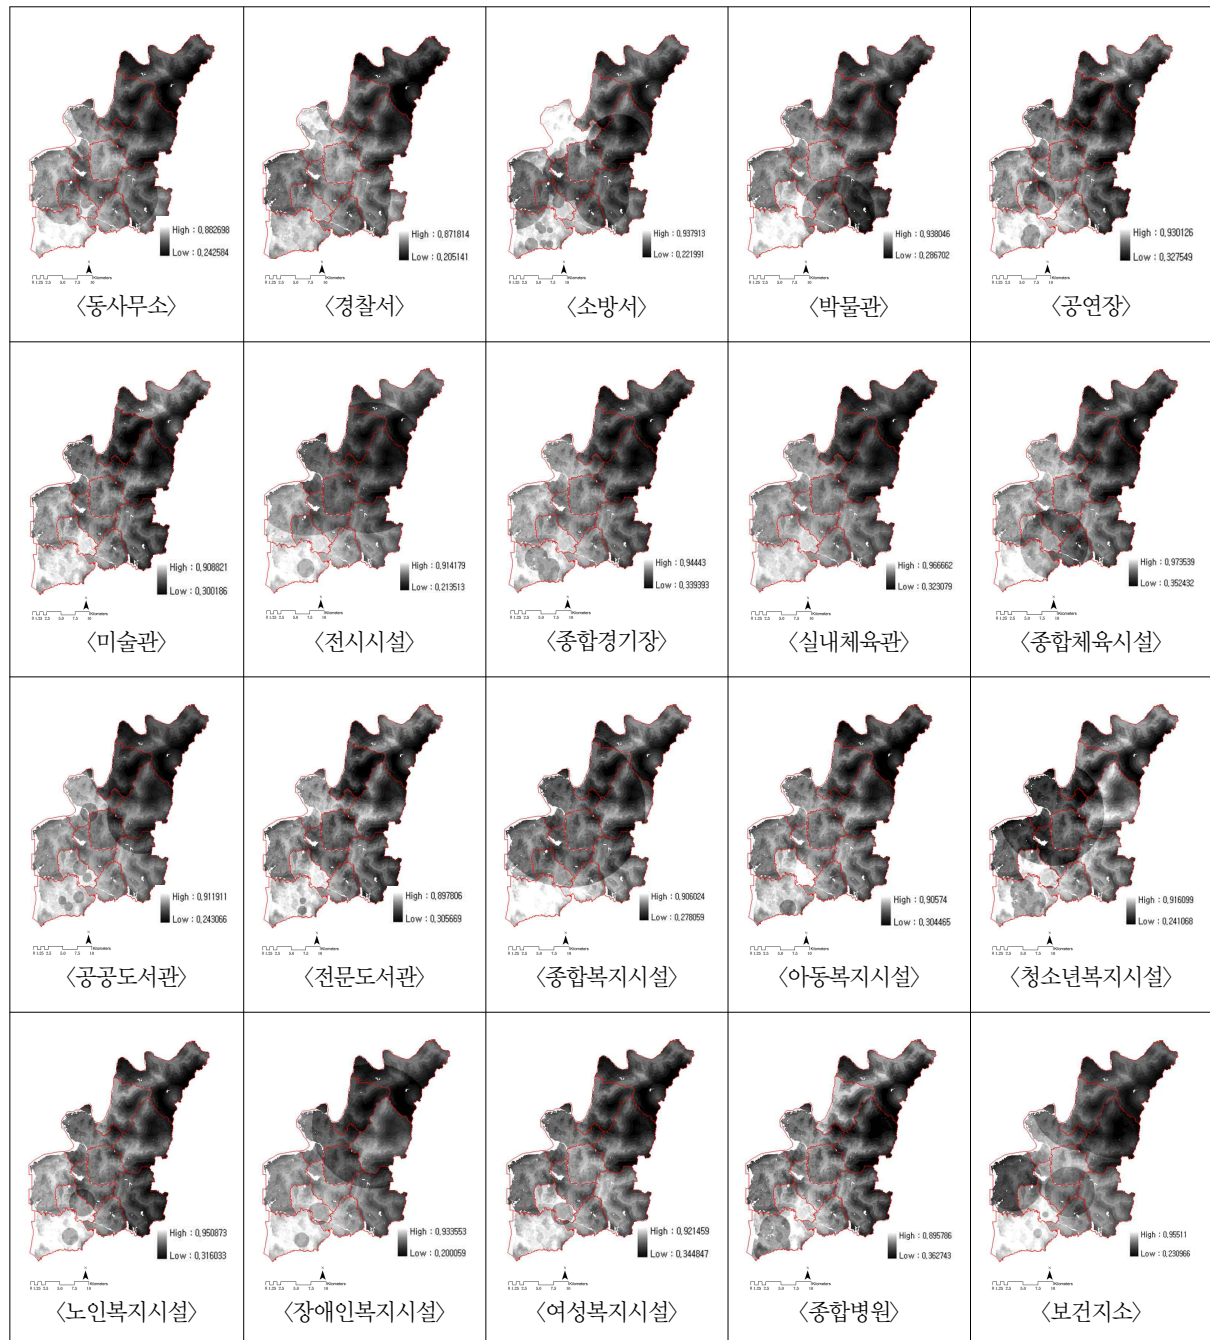 High : 0,882698
Low : 0,242584
〈동사무소〉
High : 0,871814
Low : 0,205141
〈경찰서〉
High : 0,937913
Low : 0,221991
〈소방서〉
High : 0,938046
Low : 0,286702
〈박물관〉
High : 0,930126
Low : 0,327549
〈공연장〉
High : 0,908821
Low : 0,300186
〈미술관〉
High : 0,914179
Low : 0,213513
〈전시시설〉
High : 0,94443
Low : 0,339393
〈종합경기장〉
High : 0,966662
Low : 0,323079
〈실내체육관〉
High : 0,973539
Low : 0,352432
〈종합체육시설〉
High : 0,911911
Low : 0,243066
〈공공도서관〉
High : 0,897806
Low : 0,305669
〈전문도서관〉
High : 0,906024
Low : 0,278059
〈종합복지시설〉
High : 0,90574
Low : 0,304465
〈아동복지시설〉
High : 0,916099
Low : 0,241068
〈청소년복지시설〉
High : 0,950873
Low : 0,316033
〈노인복지시설〉
High : 0,933553
Low : 0,200059
〈장애인복지시설〉
High : 0,921459
Low : 0,344847
〈여성복지시설〉
High : 0,895786
Low : 0,362743
〈종합병원〉
High : 0,95511
Low : 0,230966
〈보건지소〉